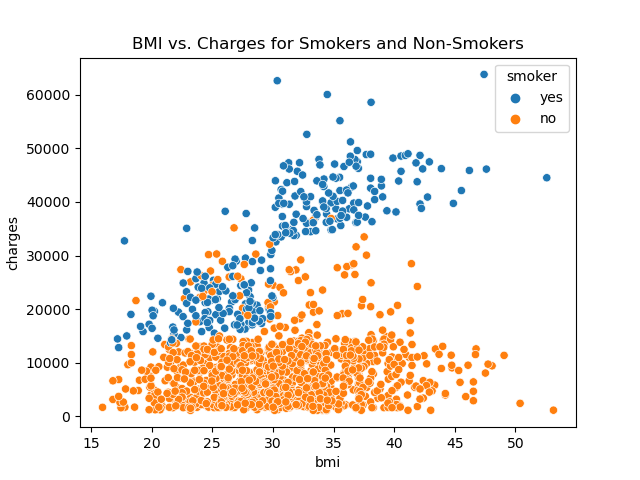 BMI vs. Charges for Smokers and Non-Smokers
smoker
yes
no
charges
60000
50000
40000
30000
20000
10000
0
15 20 25 30 35 40 45 50
bmi